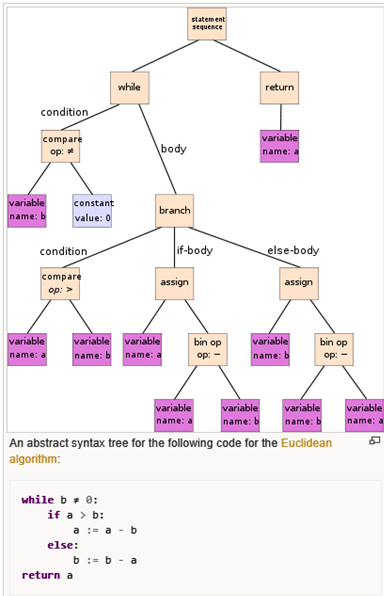 statement
sequence
while
return
condition
body
compare
op: ≠
variable
name: a
variable
name: b
constant
value: 0
branch
condition
if-body
else-body
compare
op: >
assign
assign
variable
name: a
variable
name: b
variable
name: a
bin op
op: −
variable
name: b
bin op
op: −
variable
name: a
variable
name: b
variable
name: b
variable
name: a
An abstract syntax tree for the following code for the Euclidean
algorithm:
while b ≠ 0:
    if a > b:
        a := a - b
    else:
        b := b - a
return a